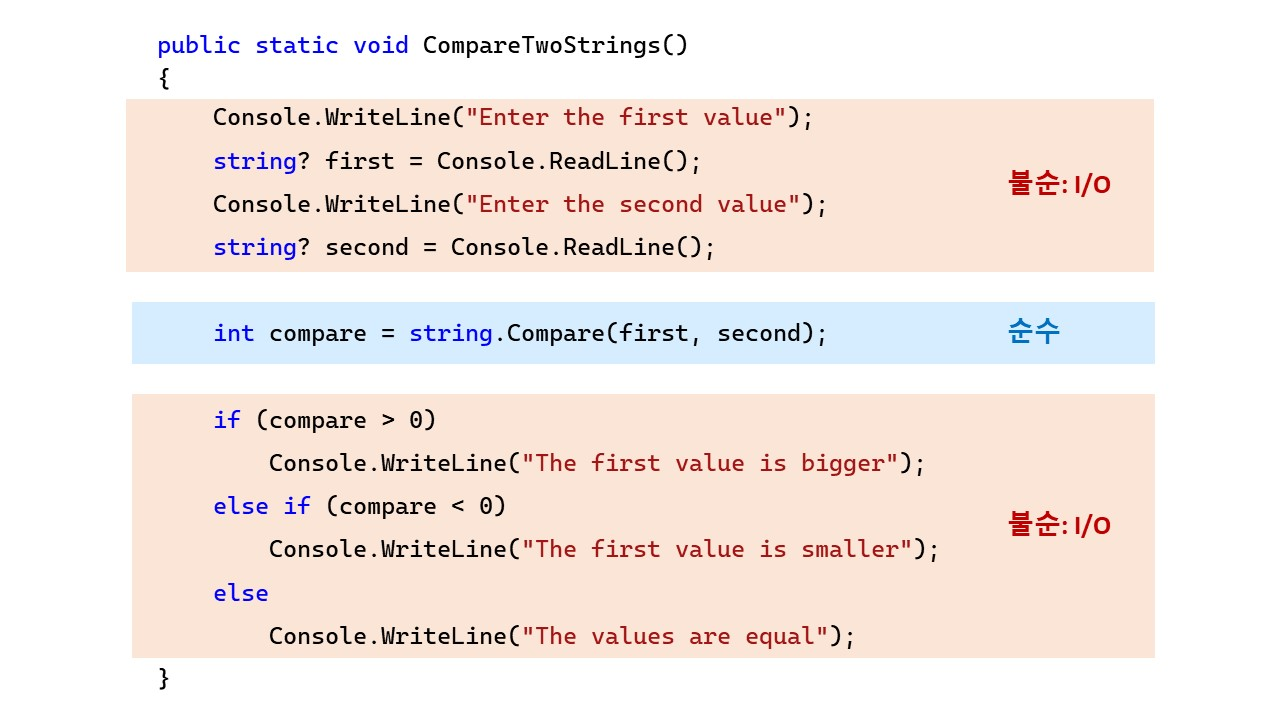 public static void CompareTwoStrings()
{
    Console.WriteLine("Enter the first value");
    string? first = Console.ReadLine();
불순: I/O
    Console.WriteLine("Enter the second value");
    string? second = Console.ReadLine();
    int compare = string.Compare(first, second);
순수
    if (compare > 0)
        Console.WriteLine("The first value is bigger");
    else if (compare < 0)
불순: I/O
        Console.WriteLine("The first value is smaller");
    else
        Console.WriteLine("The values are equal");
}